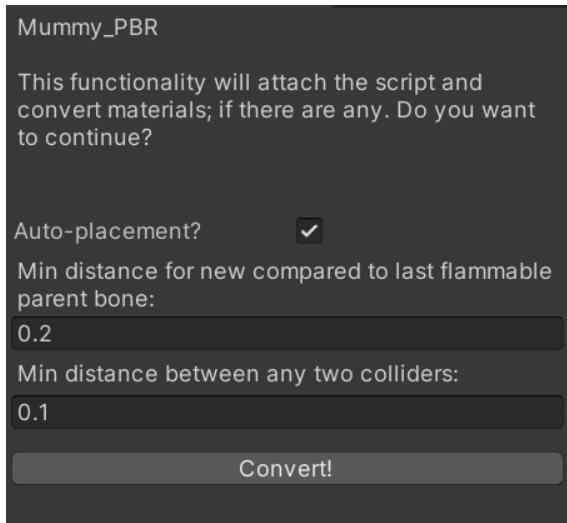 Mummy_PBR
This functionality will attach the script and
convert materials; if there are any. Do you want
to continue?
Auto-placement?
Min distance for new compared to last flammable
parent bone:
0.2
Min distance between any two colliders:
0.1
Convert!